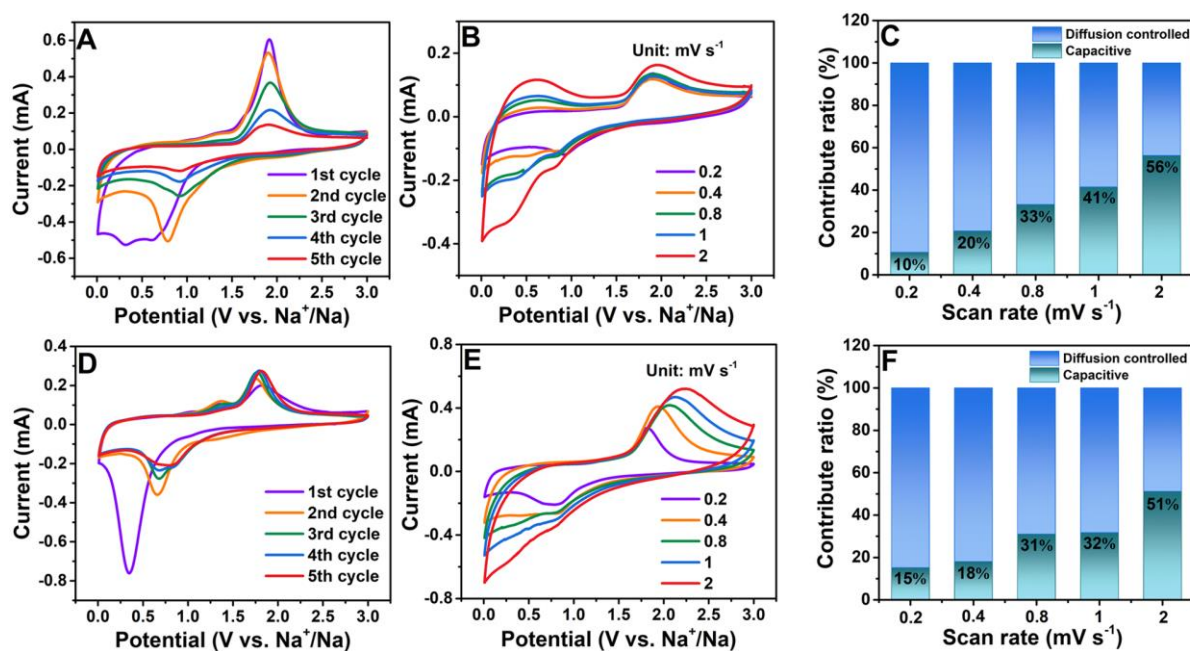 A
0.6
0.4
0.2
0.0
-0.2
-0.4
-0.6
Current (mA)
1st cycle
2nd cycle
3rd cycle
4th cycle
5th cycle
0.0 0.5 1.0 1.5 2.0 2.5 3.0
Potential (V vs. Na⁺/Na)
B
Unit: mV s⁻¹
0.2
0.0
-0.2
-0.4
Current (mA)
0.2
0.4
0.8
1
2
0.0 0.5 1.0 1.5 2.0 2.5 3.0
Potential (V vs. Na⁺/Na)
C
Diffusion controlled
Capacitive
120
100
80
60
40
20
0
Contribute ratio (%)
10% 20% 33% 41% 56%
0.2 0.4 0.8 1 2
Scan rate (mV s⁻¹)
D
0.4
0.2
0.0
-0.2
-0.4
-0.6
-0.8
Current (mA)
1st cycle
2nd cycle
3rd cycle
4th cycle
5th cycle
0.0 0.5 1.0 1.5 2.0 2.5 3.0
Potential (V vs. Na⁺/Na)
E
Unit: mV s⁻¹
0.8
0.4
0.0
-0.4
-0.8
Current (mA)
0.2
0.4
0.8
1
2
0.0 0.5 1.0 1.5 2.0 2.5 3.0
Potential (V vs. Na⁺/Na)
F
Diffusion controlled
Capacitive
120
100
80
60
40
20
0
Contribute ratio (%)
15% 18% 31% 32% 51%
0.2 0.4 0.8 1 2
Scan rate (mV s⁻¹)